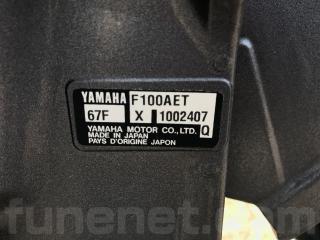 YAMAHA F100AET
67F X 1002407
YAMAHA MOTOR CO.,LTD. Q
MADE IN JAPAN
PAYS D'ORIGINE JAPON
funenet.com